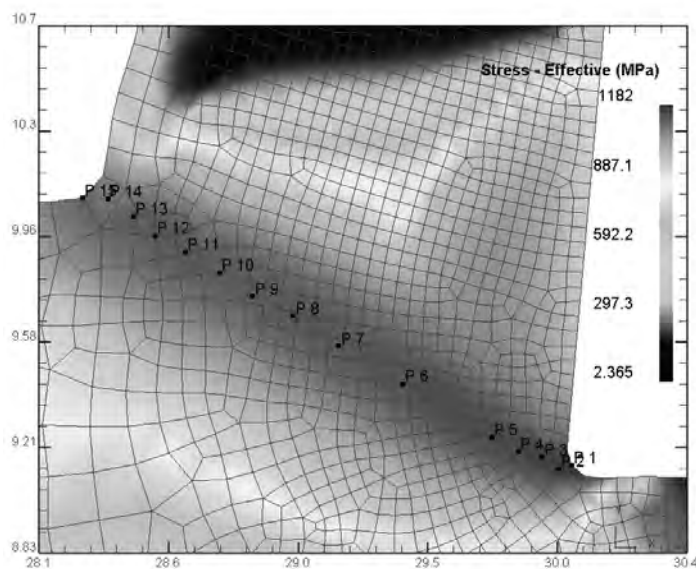 10.7
Stress - Effective (MPa)
1182
10.3
887.1
P 15 P 14
P 13
9.96
P 12
592.2
P 11
P 10
P 9
297.3
P 8
9.58
P 7
2.365
P 6
P 5
9.21
P 4
P 3 P 1
P 2
8.83
28.1
28.6
29.0
29.5
30.0
30.4